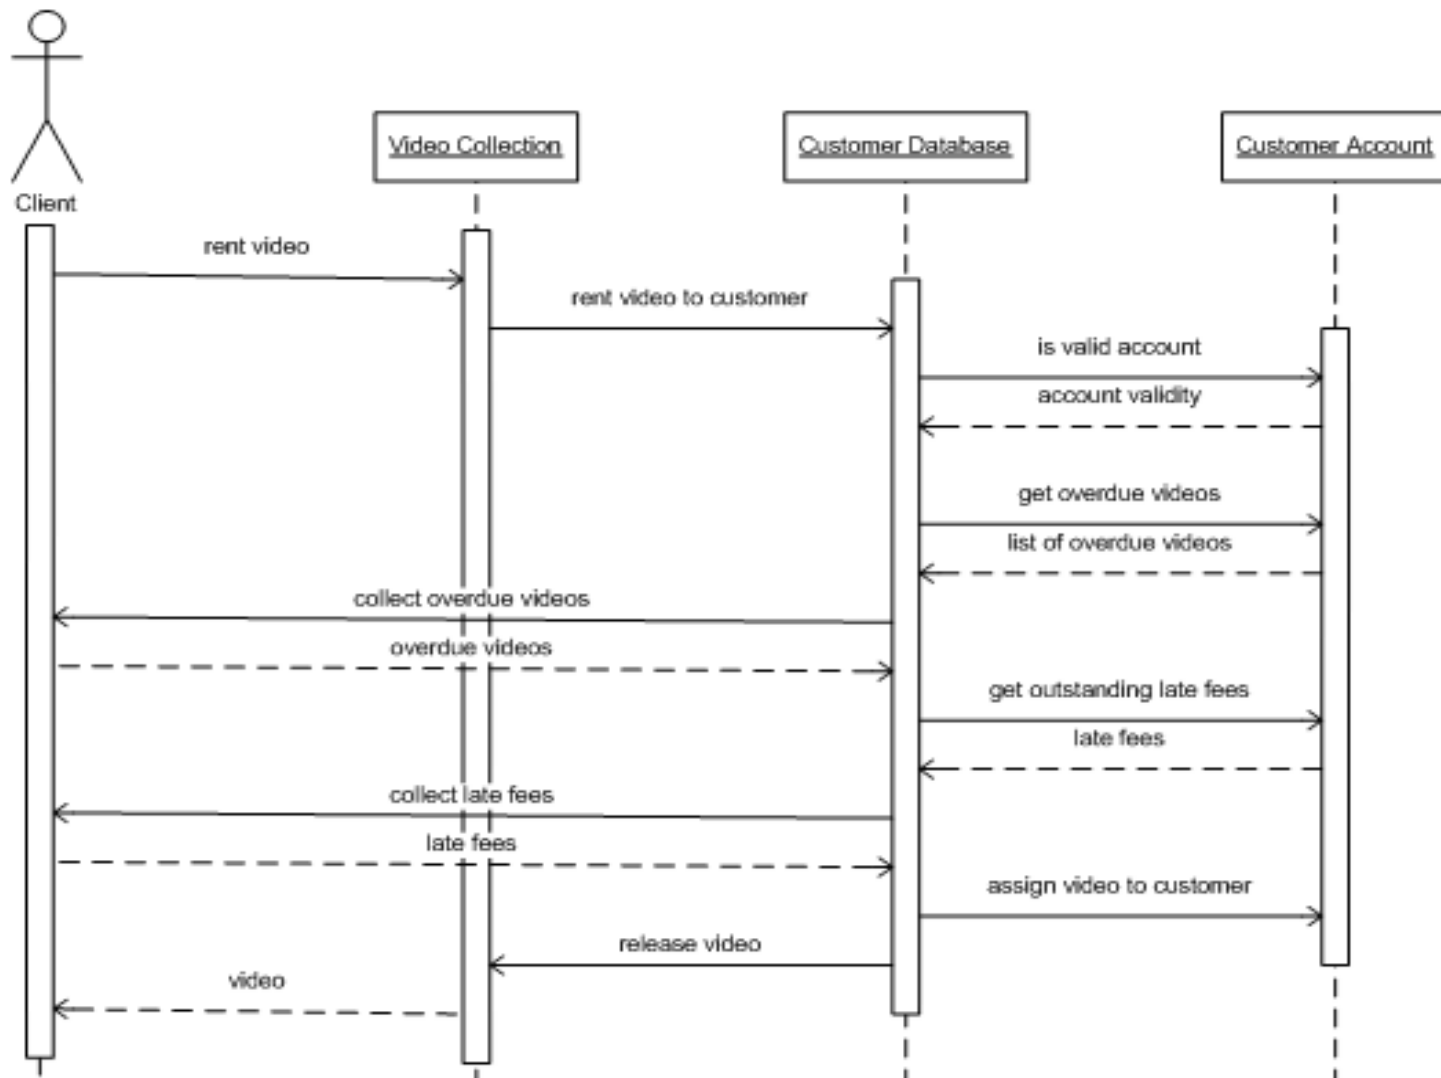 Video Collection
Customer Database
Customer Account
Client
rent video
rent video to customer
is valid account
account validity
get overdue videos
list of overdue videos
collect overdue videos
overdue videos
get outstanding late fees
late fees
collect late fees
late fees
assign video to customer
release video
video